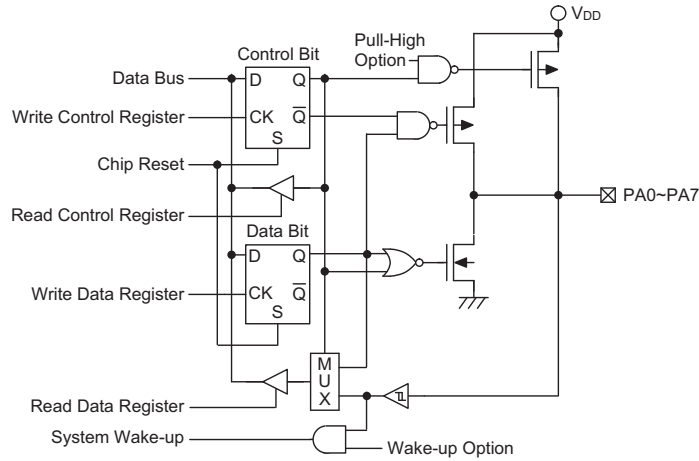 VDD
Control Bit
Pull-High
Option
Data Bus
D
Q
Write Control Register
CK
Q
S
Chip Reset
PA0~PA7
Read Control Register
Data Bit
D
Q
Write Data Register
CK
Q
S
M
U
X
Read Data Register
System Wake-up
Wake-up Option